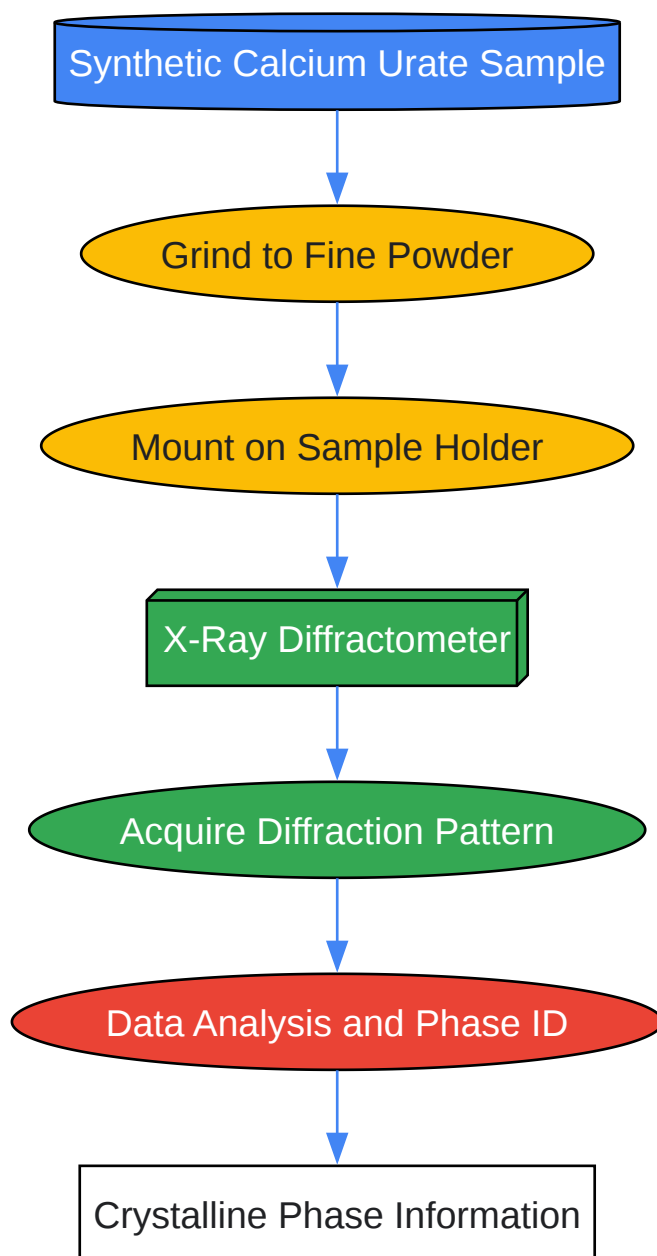 Synthetic Calcium Urate Sample
Grind to Fine Powder
Mount on Sample Holder
X-Ray Diffractometer
Acquire Diffraction Pattern
Data Analysis and Phase ID
Crystalline Phase Information